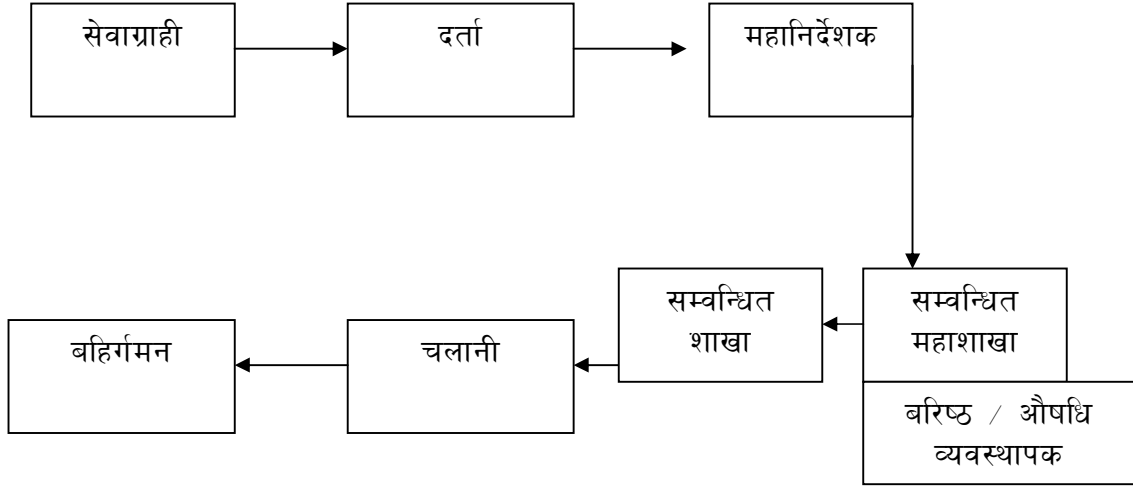 सेवाग्राही
दर्ता
महानिर्देशक
सम्वन्धित
महाशाखा
बरिष्ठ / औषधि
व्यवस्थापक
सम्वन्धित
शाखा
चलानी
बहिर्गमन